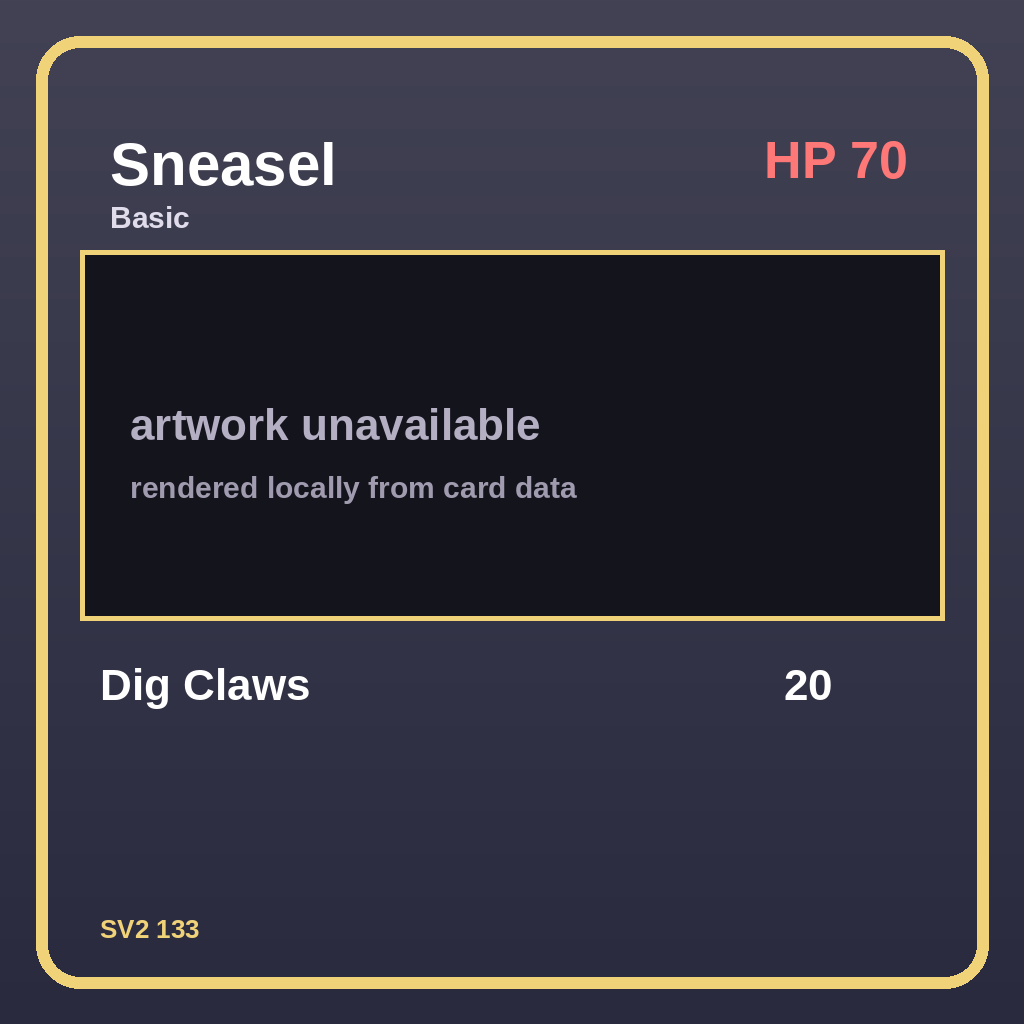 Sneasel
HP 70
Basic
artwork unavailable
rendered locally from card data
Dig Claws 20
SV2 133